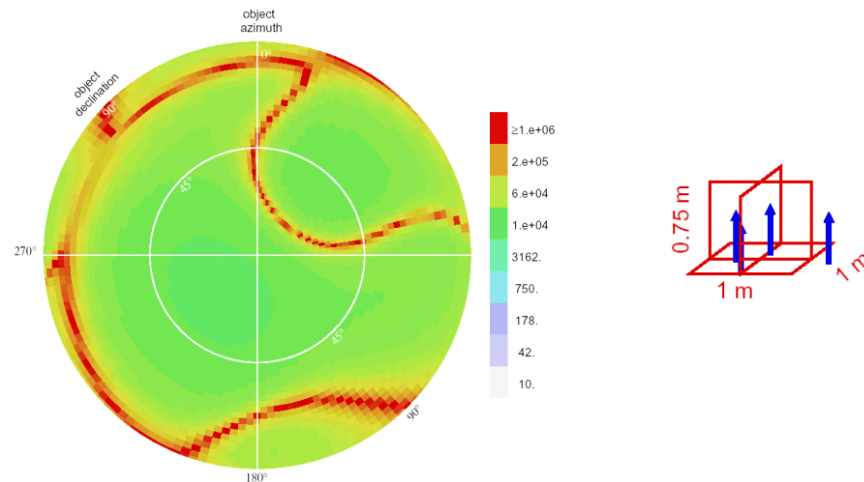 object
azimuth
0°
object
declination
90°
45°
270°
45°
90°
180°
≥1.e+06
2.e+05
6.e+04
1.e+04
3162.
750.
178.
42.
10.
0.75 m
1 m
1 m